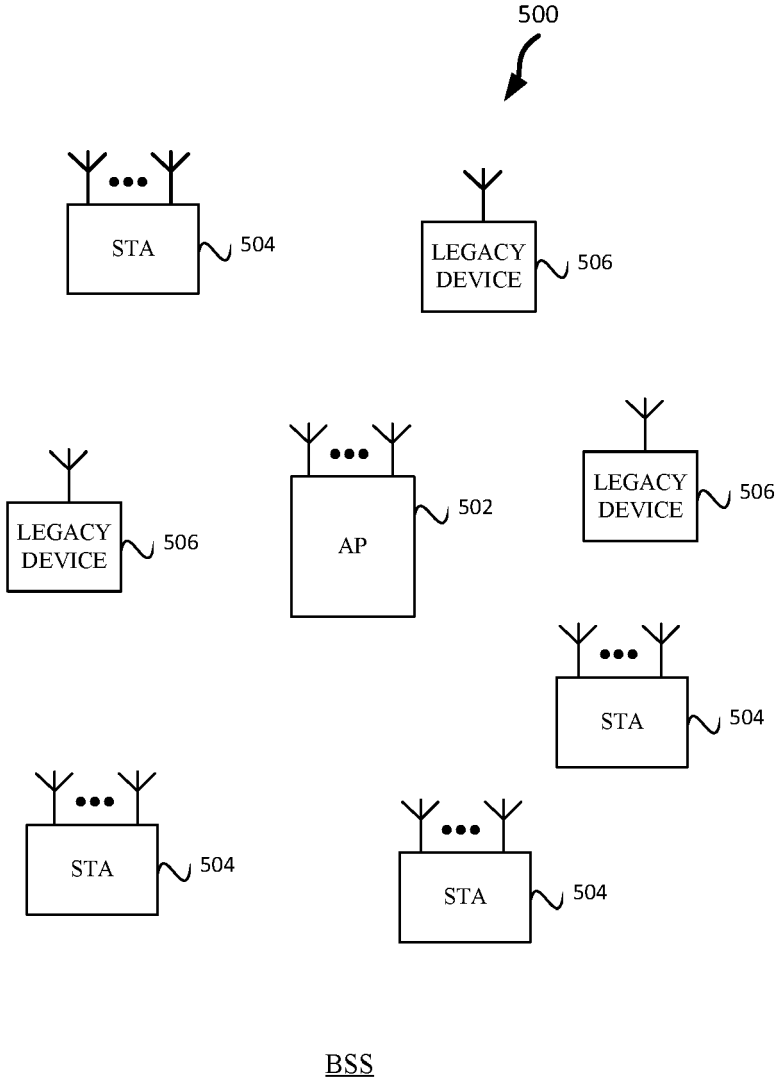 500
STA
504
LEGACY
DEVICE
506
LEGACY
DEVICE
506
AP
502
LEGACY
DEVICE
506
STA
504
STA
504
STA
504
BSS